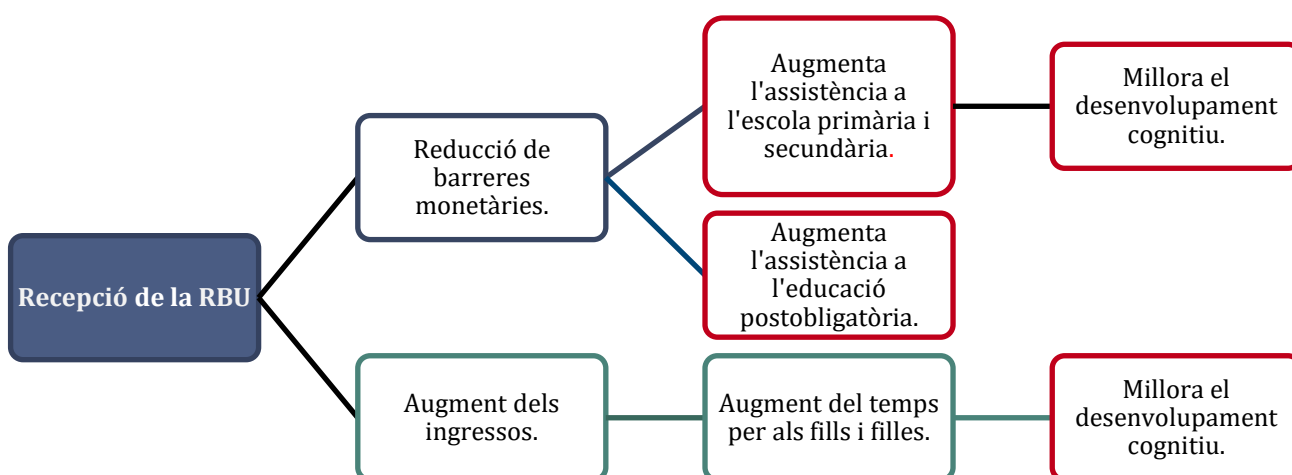 Recepció de la RBU
Reducció de
barreres
monetàries.
Augmenta
l'assistència a
l'escola primària i
secundària.
Millora el
desenvolupament
cognitiu.
Augmenta
l'assistència a
l'educació
postobligatòria.
Augment dels
ingressos.
Augment del temps
per als fills i filles.
Millora el
desenvolupament
cognitiu.